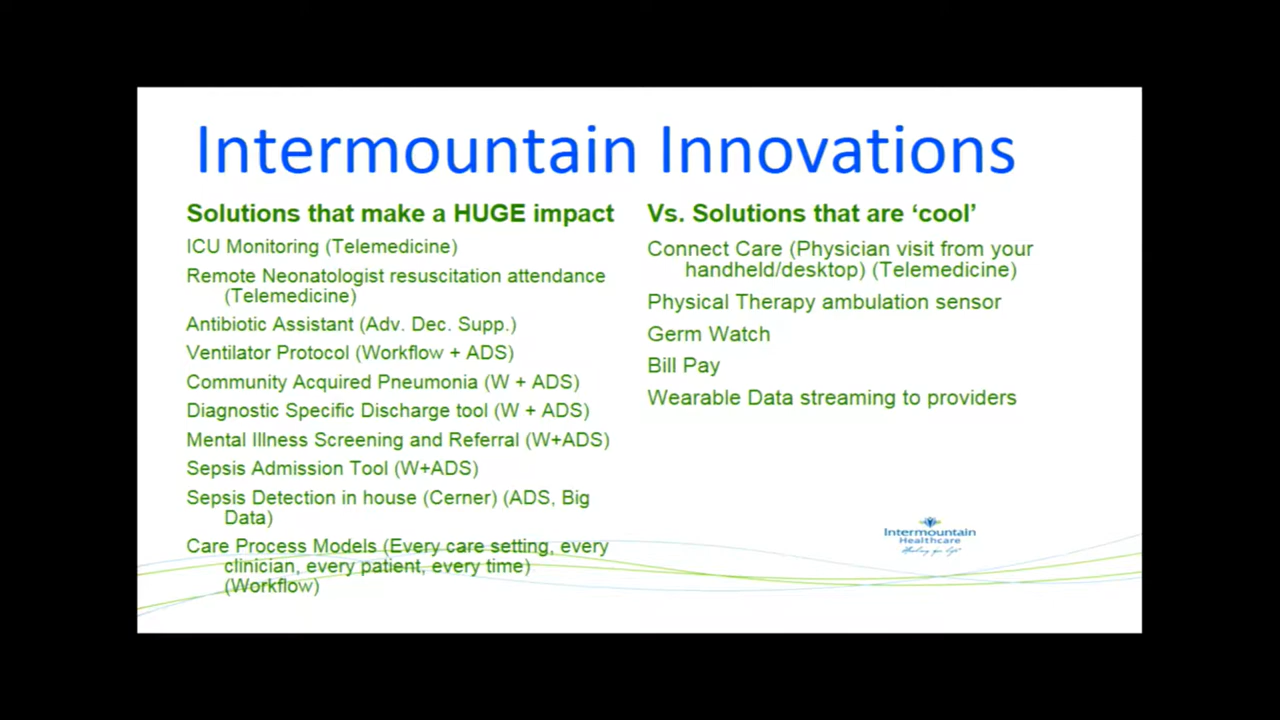 Intermountain Innovations
Solutions that make a HUGE impact
ICU Monitoring (Telemedicine)
Remote Neonatologist resuscitation attendance
(Telemedicine)
Antibiotic Assistant (Adv. Dec. Supp.)
Ventilator Protocol (Workflow + ADS)
Community Acquired Pneumonia (W + ADS)
Diagnostic Specific Discharge tool (W + ADS)
Mental Illness Screening and Referral (W+ADS)
Sepsis Admission Tool (W+ADS)
Sepsis Detection in house (Cerner) (ADS, Big
Data)
Care Process Models (Every care setting, every
clinician, every patient, every time)
(Workflow)
Vs. Solutions that are ‘cool’
Connect Care (Physician visit from your
handheld/desktop) (Telemedicine)
Physical Therapy ambulation sensor
Germ Watch
Bill Pay
Wearable Data streaming to providers
Intermountain
Healthcare
Healing for life